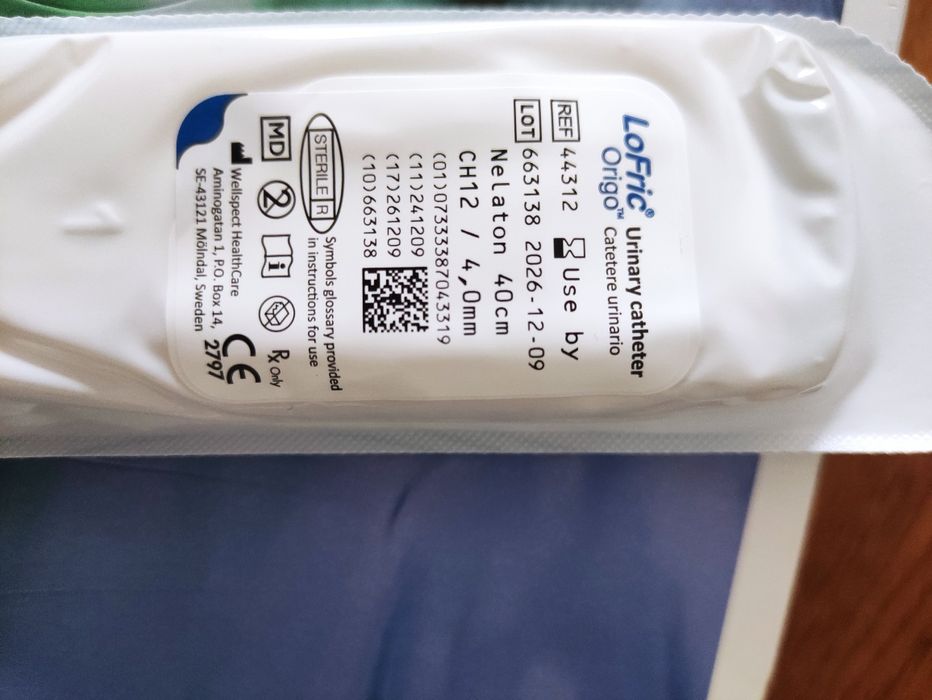 LoFric® Urinary catheter
Origo™ Catetere urinario
REF 44312 Use by
LOT 663138 2026-12-09
Nelaton 40cm
CH12 / 4,0mm
(01)07333387043319
(11)241209
(17)261209
(10)663138
STERILE R Symbols glossary provided
in instructions for use
MD 2 i Rx Only
Wellspect HealthCare
Aminogatan 1, P.O. Box 14,
SE-43121 Mölndal, Sweden
CE
2797